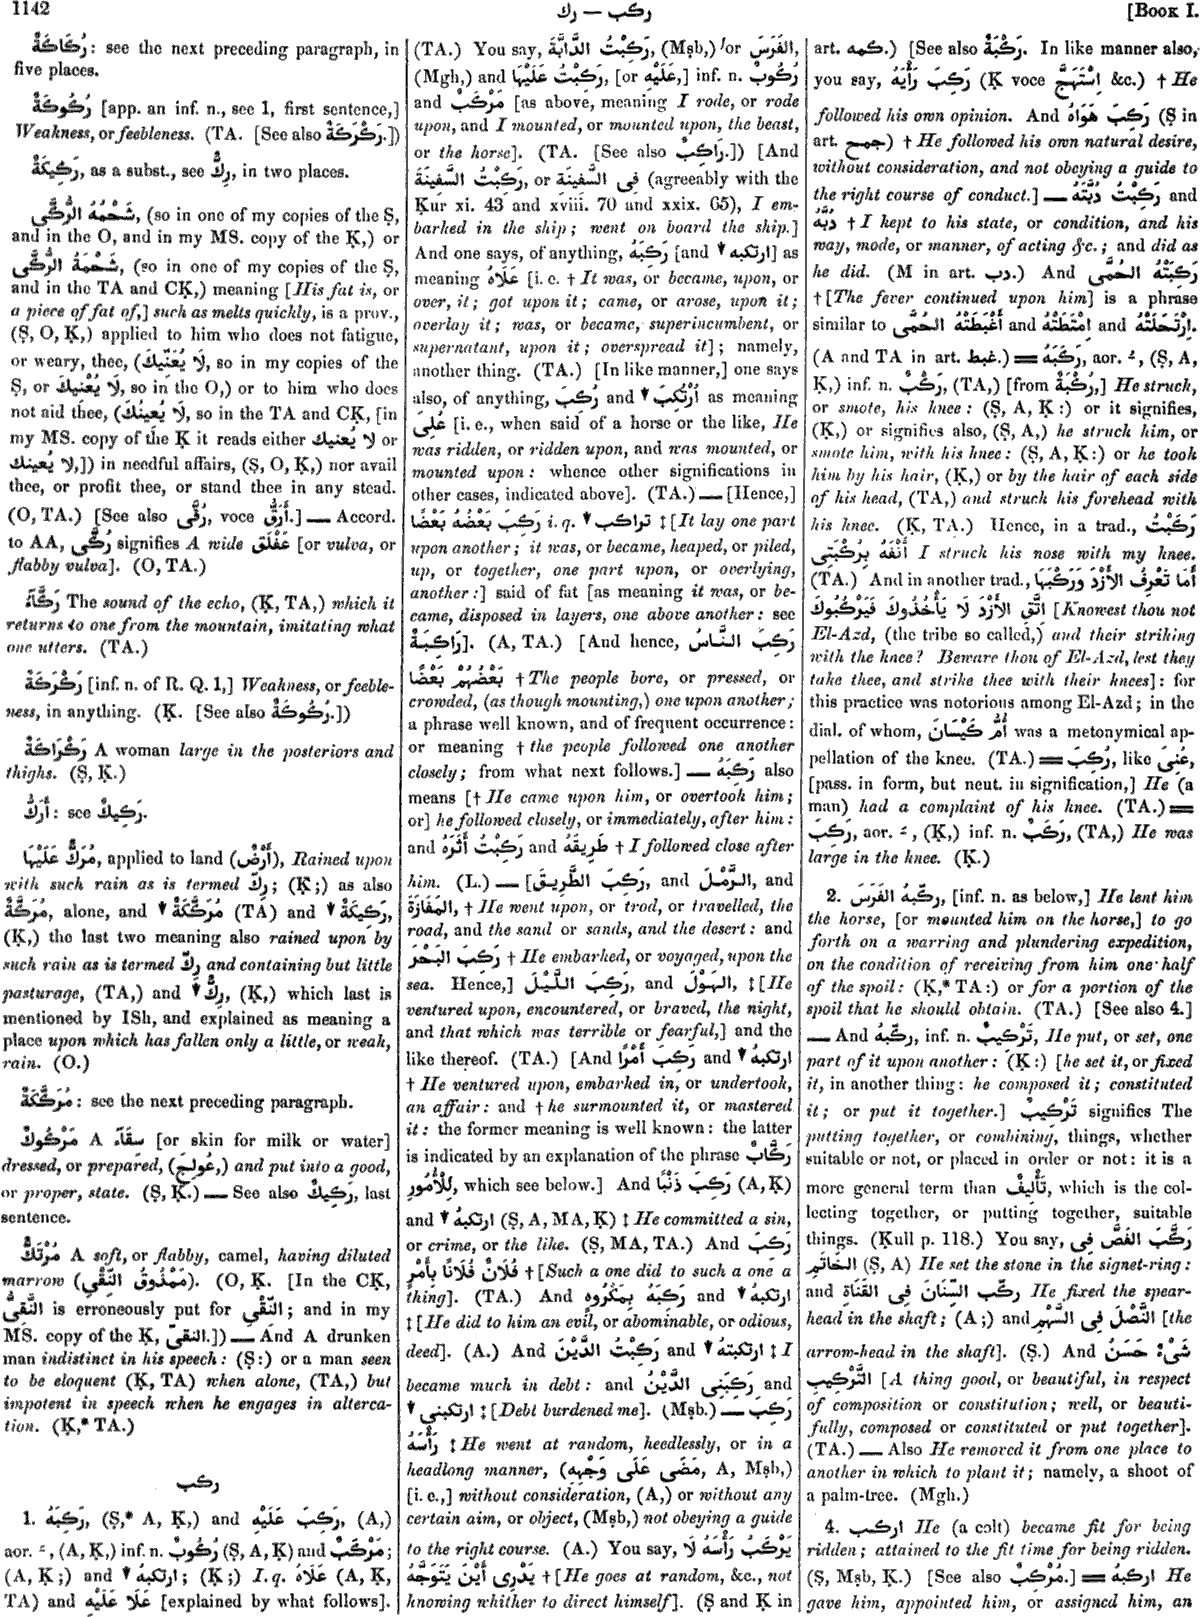 1142
ركب — رك
[Book I.
رُكَاكَةٌ: see the next preceding paragraph, in
five places.
رُكُوكَةٌ [app. an inf. n., see 1, first sentence,]
Weakness, or feebleness. (TA. [See also رَكْرَكَةٌ.])
رَكِيكَةٌ, as a subst., see رِكٌّ, in two places.
شَحْمُهُ الرُّكَّى, (so in one of my copies of the Ṣ,
and in the O, and in my MS. copy of the Ḳ,) or
شَحْمَةُ الرُّكَّى, (so in one of my copies of the Ṣ,
and in the TA and CḲ,) meaning [His fat is, or
a piece of fat of,] such as melts quickly, is a prov.,
(Ṣ, O, Ḳ,) applied to him who does not fatigue,
or weary, thee, (لَا يُعَنِّيكَ, so in my copies of the
Ṣ, or لَا يُعْنِيكَ, so in the O,) or to him who does
not aid thee, (لَا يُعِينُكَ, so in the TA and CḲ, [in
my MS. copy of the Ḳ it reads either لا يُعنيك or
لا يُعينك,]) in needful affairs, (Ṣ, O, Ḳ,) nor avail
thee, or profit thee, or stand thee in any stead.
(O, TA.) [See also رُقَّى, voce أَرَقُّ.] — Accord.
to AA, رُكَّى signifies A wide عَفْلَق [or vulva, or
flabby vulva]. (O, TA.)
رَكَّآءُ The sound of the echo, (Ḳ, TA,) which it
returns to one from the mountain, imitating what
one utters. (TA.)
رَكْرَكَةٌ [inf. n. of R. Q. 1,] Weakness, or feeble-
ness, in anything. (Ḳ. [See also رُكُوكَةٌ.])
رَكْرَاكَةٌ A woman large in the posteriors and
thighs. (Ṣ, Ḳ.)
أَرَكُّ: see رَكِيكٌ.
مُرَكٌّ عَلَيْهَا, applied to land (أَرْضٌ), Rained upon
with such rain as is termed رِكّ; (Ḳ;) as also
مُرَكَّةٌ, alone, and ▼ مُرَكَّكَةٌ (TA) and ▼ رَكِيكَةٌ,
(Ḳ,) the last two meaning also rained upon by
such rain as is termed رِكّ and containing but little
pasturage, (TA,) and ▼ رِكٌّ, (Ḳ,) which last is
mentioned by ISh, and explained as meaning a
place upon which has fallen only a little, or weak,
rain. (O.)
مُرَكَّكَةٌ: see the next preceding paragraph.
مَرْكُوكٌ A سِقَآء [or skin for milk or water]
dressed, or prepared, (عُولِجَ,) and put into a good,
or proper, state. (Ṣ, Ḳ.) — See also رَكِيكٌ, last
sentence.
مُرْتَكٌّ A soft, or flabby, camel, having diluted
marrow (مَمْذُوقُ النِّقْىِ). (O, Ḳ. [In the CḲ,
النَّقِىُّ is erroneously put for النِّقْىِ; and in my
MS. copy of the Ḳ, النقىّ.]) — And A drunken
man indistinct in his speech: (Ṣ:) or a man seen
to be eloquent (Ḳ, TA) when alone, (TA,) but
impotent in speech when he engages in alterca-
tion. (Ḳ,* TA.)
ركب
1. رَكِبَهُ, (Ṣ,* A, Ḳ,) and رَكِبَ عَلَيْهِ, (A,)
aor. ـَ, (A, Ḳ,) inf. n. رُكُوبٌ (Ṣ, A, Ḳ) and مَرْكَبٌ;
(A, Ḳ;) and ▼ ارتكبهُ; (Ḳ;) I. q. عَلَاهُ (A, Ḳ,
TA) and عَلَا عَلَيْهِ [explained by what follows].
(TA.) You say, رَكِبْتُ الدَّابَّةَ, (Mṣb,) or الفَرَسَ,
(Mgh,) and رَكِبْتُ عَلَيْهَا, [or عَلَيْهِ,] inf. n. رُكُوبٌ
and مَرْكَبٌ [as above, meaning I rode, or rode
upon, and I mounted, or mounted upon, the beast,
or the horse]. (TA. [See also رَاكِبٌ.]) [And
رَكِبْتُ السَّفِينَةَ, or فِى السَّفِينَةِ (agreeably with the
Ḳur xi. 43 and xviii. 70 and xxix. 65), I em-
barked in the ship; went on board the ship.]
And one says, of anything, رَكِبَهُ [and ▼ ارتكبهُ] as
meaning عَلَاهُ [i. e. † It was, or became, upon, or
over, it; got upon it; came, or arose, upon it;
overlay it; was, or became, superincumbent, or
supernatant, upon it; overspread it]; namely,
another thing. (TA.) [In like manner,] one says
also, of anything, رُكِبَ and ▼ اُرْتُكِبَ as meaning
عُلِىَ [i. e., when said of a horse or the like, He
was ridden, or ridden upon, and was mounted, or
mounted upon: whence other significations in
other cases, indicated above]. (TA.) — [Hence,]
رَكِبَ بَعْضُهُ بَعْضًا i. q. ▼ تراكب ‡ [It lay one part
upon another; it was, or became, heaped, or piled,
up, or together, one part upon, or overlying,
another:] said of fat [as meaning it was, or be-
came, disposed in layers, one above another: see
رَاكِبَةٌ]. (A, TA.) [And hence, رَكِبَ النَّاسُ
بَعْضُهُمْ بَعْضًا † The people bore, or pressed, or
crowded, (as though mounting,) one upon another;
a phrase well known, and of frequent occurrence:
or meaning † the people followed one another
closely; from what next follows.] — رَكِبَهُ also
means [† He came upon him, or overtook him;
or] he followed closely, or immediately, after him:
and رَكِبْتُ أَثَرَهُ and طَرِيقَهُ † I followed close after
him. (L.) — [رَكِبَ الطَّرِيقَ, and الرَّمْلَ, and
المَفَازَةَ, † He went upon, or trod, or travelled, the
road, and the sand or sands, and the desert: and
رَكِبَ البَحْرَ † He embarked, or voyaged, upon the
sea. Hence,] رَكِبَ اللَّيْلَ, and الهَوْلَ, ‡ [He
ventured upon, encountered, or braved, the night,
and that which was terrible or fearful,] and the
like thereof. (TA.) [And رَكِبَ أَمْرًا and ▼ ارتكبهُ
† He ventured upon, embarked in, or undertook,
an affair: and † he surmounted it, or mastered
it: the former meaning is well known: the latter
is indicated by an explanation of the phrase رَكَّابٌ
لِلْأُمُورِ, which see below.] And رَكِبَ ذَنْبًا (A, Ḳ)
and ▼ ارتكبهُ (Ṣ, A, MA, Ḳ) ‡ He committed a sin,
or crime, or the like. (Ṣ, MA, TA.) And رَكِبَ
فُلَانٌ فُلَانًا بِأَمْرٍ † [Such a one did to such a one a
thing]. (TA.) And رَكِبَهُ بِمَكْرُوهٍ and ▼ ارتكبهُ
‡ [He did to him an evil, or abominable, or odious,
deed]. (A.) And رَكِبْتُ الدَّيْنَ and ▼ ارتكبتهُ ‡ I
became much in debt: and رَكِبَنِى الدَّيْنُ and
▼ ارتكبنى ‡ [Debt burdened me]. (Mṣb.) — رَكِبَ
رَأْسَهُ ‡ He went at random, heedlessly, or in a
headlong manner, (مَضَى عَلَى وَجْهِهِ, A, Mṣb,)
[i. e.,] without consideration, (A,) or without any
certain aim, or object, (Mṣb,) not obeying a guide
to the right course. (A.) You say, يَرْكَبُ رَأْسَهُ لَا
يَدْرِى أَيْنَ يَتَوَجَّهُ † [He goes at random, &c., not
knowing whither to direct himself]. (Ṣ and Ḳ in
art. كمه.) [See also رَكْبَةٌ. In like manner also,
you say, رَكِبَ رَأْيَهُ (Ḳ voce اِسْتَهَجَّ &c.) † He
followed his own opinion. And رَكِبَ هَوَاهُ (Ṣ in
art. جمح) † He followed his own natural desire,
without consideration, and not obeying a guide to
the right course of conduct.] — رَكِبْتُ دُبَّتَهُ and
دُبَّهُ † I kept to his state, or condition, and his
way, mode, or manner, of acting &c.; and did as
he did. (M in art. دب.) And رَكِبَتْهُ الحُمَّى
† [The fever continued upon him] is a phrase
similar to أَغْبَطَتْهُ الحُمَّى and اِمْتَطَتْهُ and اِرْتَحَلَتْهُ.
(A and TA in art. غبط.) = رَكَبَهُ, aor. ـُ, (Ṣ, A,
Ḳ,) inf. n. رَكْبٌ, (TA,) [from رُكْبَةٌ,] He struck,
or smote, his knee: (Ṣ, A, Ḳ:) or it signifies,
(Ḳ,) or signifies also, (Ṣ, A,) he struck him, or
smote him, with his knee: (Ṣ, A, Ḳ:) or he took
him by his hair, (Ḳ,) or by the hair of each side
of his head, (TA,) and struck his forehead with
his knee. (Ḳ, TA.) Hence, in a trad., رَكَبْتُ
أَنْفَهُ بِرُكْبَتِى I struck his nose with my knee.
(TA.) And in another trad., أَمَا تَعْرِفُ الأَزْدَ وَرُكَبَهَا
اِتَّقِ الأَزْدَ لَا يَأْخُذُوكَ فَيَرْكُبُوكَ [Knowest thou not
El-Azd, (the tribe so called,) and their striking
with the knee? Beware thou of El-Azd, lest they
take thee, and strike thee with their knees]: for
this practice was notorious among El-Azd; in the
dial. of whom, أُمُّ كَيْسَانَ was a metonymical ap-
pellation of the knee. (TA.) = رُكِبَ, like عُنِىَ,
[pass. in form, but neut. in signification,] He (a
man) had a complaint of his knee. (TA.) =
رَكِبَ, aor. ـَ, (Ḳ,) inf. n. رَكَبٌ, (TA,) He was
large in the knee. (Ḳ.)
2. رَكَّبَهُ الفَرَسَ, [inf. n. as below,] He lent him
the horse, [or mounted him on the horse,] to go
forth on a warring and plundering expedition,
on the condition of receiving from him one half
of the spoil: (Ḳ,* TA:) or for a portion of the
spoil that he should obtain. (TA.) [See also 4.]
— And رَكَّبَهُ, inf. n. تَرْكِيبٌ, He put, or set, one
part of it upon another: (Ḳ:) [he set it, or fixed
it, in another thing: he composed it; constituted
it; or put it together.] تَرْكِيبٌ signifies The
putting together, or combining, things, whether
suitable or not, or placed in order or not: it is a
more general term than تَأْلِيفٌ, which is the col-
lecting together, or putting together, suitable
things. (Kull p. 118.) You say, رَكَّبَ الفَصَّ فِى
الخَاتَمِ (Ṣ, A) He set the stone in the signet-ring:
and رَكَّبَ السِّنَانَ فِى القَنَاةِ He fixed the spear-
head in the shaft; (A;) and النَّصْلَ فِى السَّهْمِ [the
arrow-head in the shaft]. (Ṣ.) And شَىْءٌ حَسَنُ
التَّرْكِيبِ [A thing good, or beautiful, in respect
of composition or constitution; well, or beauti-
fully, composed or constituted or put together].
(TA.) — Also He removed it from one place to
another in which to plant it; namely, a shoot of
a palm-tree. (Mgh.)
4. اركب He (a colt) became fit for being
ridden; attained to the fit time for being ridden.
(Ṣ, Mṣb, Ḳ.) [See also مُرْكِبٌ.] = اركبهُ He
gave him, appointed him, or assigned him, an